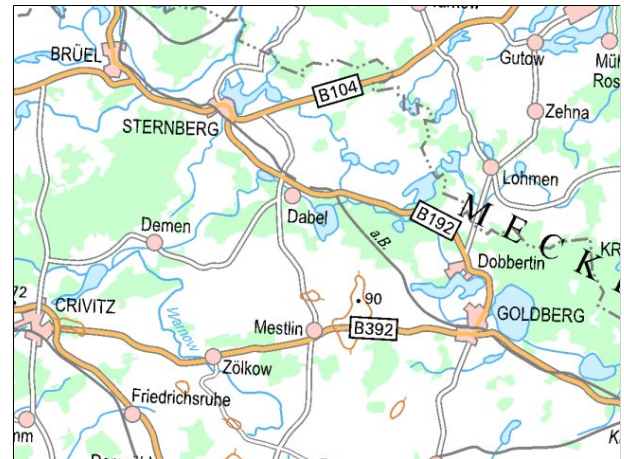 BRÜEL
Gutow
B104
Zehna
STERNBERG
Lohmen
Dabel
B192
MECK
Demen
a.B.
KR
Dobbertin
72
90
CRIVITZ
GOLDBERG
Warnow
Mestlin
B392
Zölkow
Friedrichsruhe